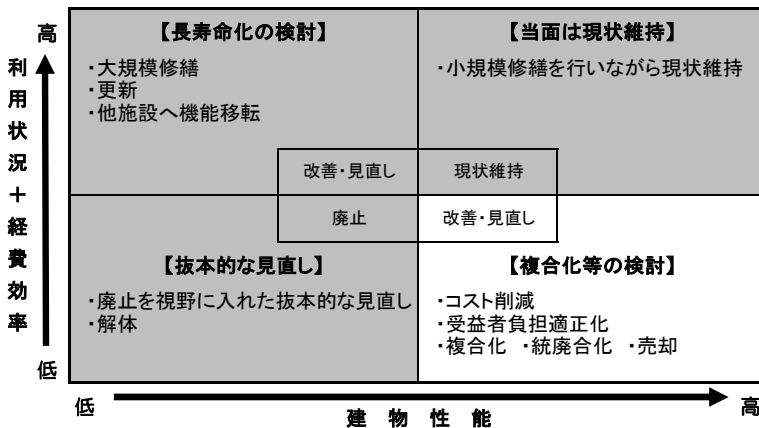 高
利用状況＋経費効率
低
【長寿命化の検討】
・大規模修繕
・更新
・他施設へ機能移転
【当面は現状維持】
・小規模修繕を行いながら現状維持
改善・見直し
現状維持
廃止
改善・見直し
【抜本的な見直し】
・廃止を視野に入れた抜本的な見直し
・解体
【複合化等の検討】
・コスト削減
・受益者負担適正化
・複合化 ・統廃合化 ・売却
低
建物性能
高